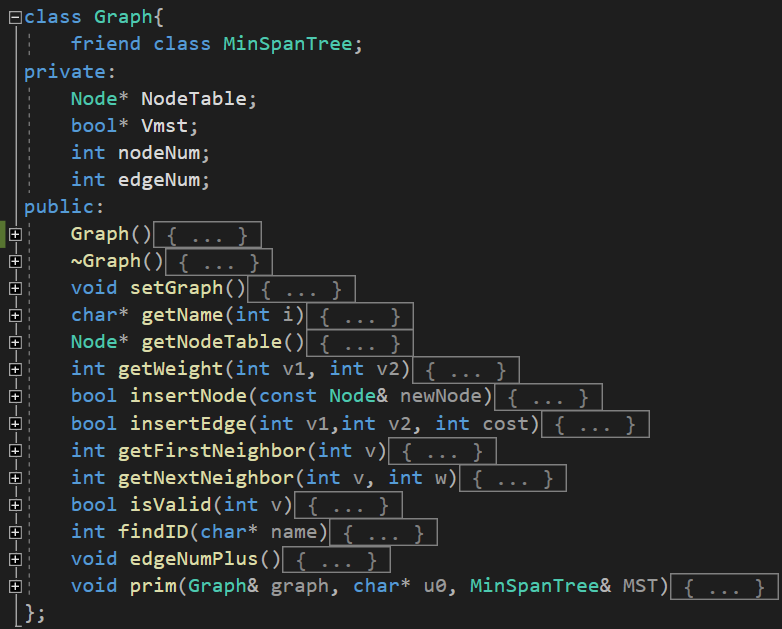 class Graph{
friend class MinSpanTree;
private:
Node* NodeTable;
bool* Vmst;
int nodeNum;
int edgeNum;
public:
Graph(){ ... }
~Graph(){ ... }
void setGraph(){ ... }
char* getName(int i){ ... }
Node* getNodeTable(){ ... }
int getWeight(int v1, int v2){ ... }
bool insertNode(const Node& newNode){ ... }
bool insertEdge(int v1,int v2, int cost){ ... }
int getFirstNeighbor(int v){ ... }
int getNextNeighbor(int v, int w){ ... }
bool isValid(int v){ ... }
int findID(char* name){ ... }
void edgeNumPlus(){ ... }
void prim(Graph& graph, char* u0, MinSpanTree& MST){ ... }
};